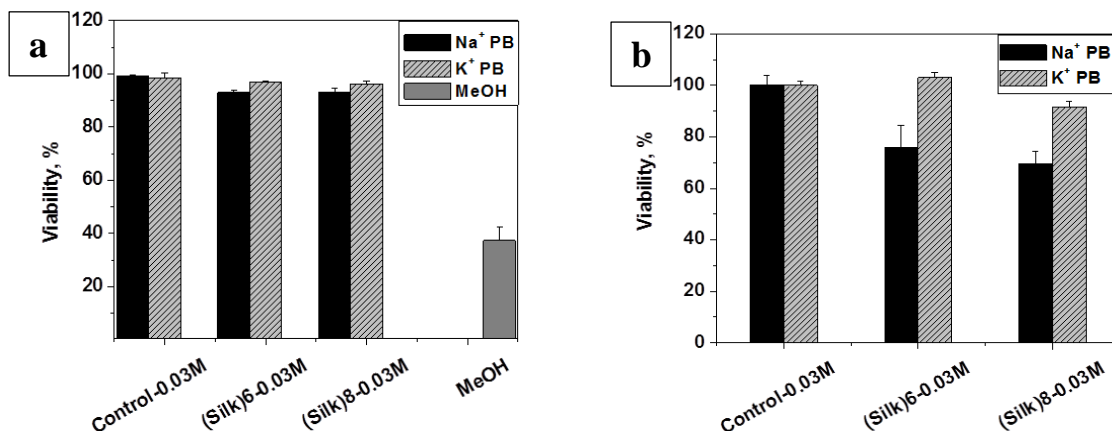 a
120
100
80
60
40
20
Viability, %
Na⁺ PB
K⁺ PB
MeOH
Control-0.03M
(Silk)6-0.03M
(Silk)8-0.03M
MeOH
b
120
100
80
60
40
20
0
Viability, %
Na⁺ PB
K⁺ PB
Control-0.03M
(Silk)6-0.03M
(Silk)8-0.03M